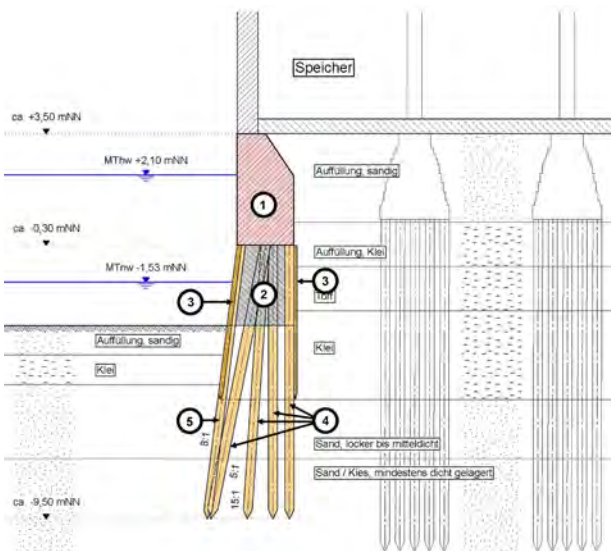 Speicher
ca. +3,50 mNN
MThw +2,10 mNN
Auffüllung, sandig
1
ca. -0,30 mNN
Auffüllung, Klei
MTnw -1,53 mNN
3
2
3
Torf
Auffüllung, sandig
Klei
Klei
5
4
8:1
Sand, locker bis mitteldicht
5:1
15:1
Sand / Kies, mindestens dicht gelagert
ca. -9,50 mNN